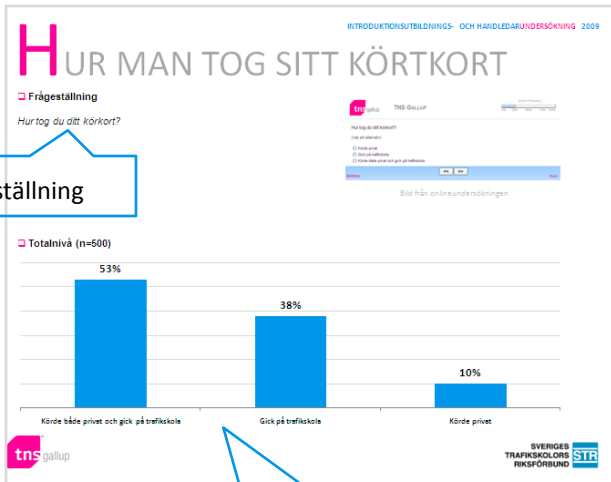 INTRODUKTIONSUTBILDNINGS- OCH HANDLEDARUNDERSÖKNING 2009
HUR MAN TOG SITT KÖRTKORT
Frågeställning
Hur tog du ditt körkort?
ställning
tns gallup TNS GALLUP
Hur tog du ditt körkort?
Körde privat
Gick på trafikskola
Körde både privat och gick på trafikskola
<< >>
Bild från onlineundersökningen
Totalnivå (n=500)
53%
38%
10%
Körde både privat och gick på trafikskola
Gick på trafikskola
Körde privat
tns gallup
SVERIGES
TRAFIKSKOLORS STR
RIKSFÖRBUND